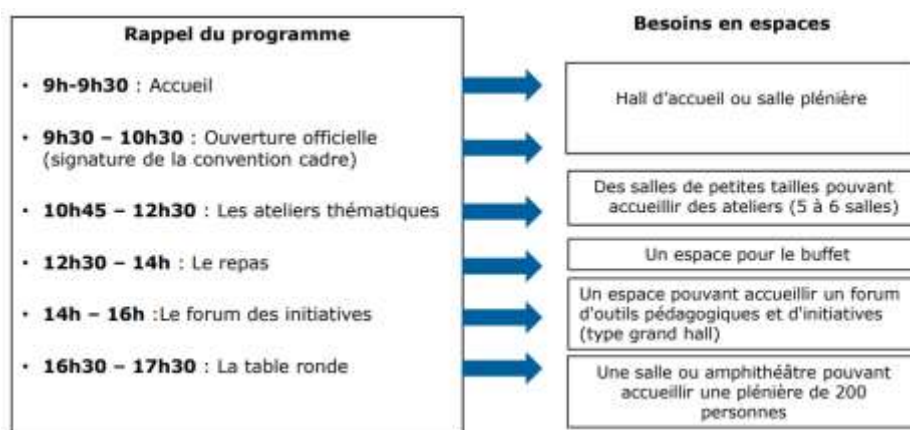 Rappel du programme
• 9h-9h30 : Accueil
• 9h30 – 10h30 : Ouverture officielle
(signature de la convention cadre)
• 10h45 – 12h30 : Les ateliers thématiques
• 12h30 – 14h : Le repas
• 14h – 16h :Le forum des initiatives
• 16h30 – 17h30 : La table ronde
Besoins en espaces
Hall d'accueil ou salle plénière
Des salles de petites tailles pouvant
accueillir des ateliers (5 à 6 salles)
Un espace pour le buffet
Un espace pouvant accueillir un forum
d'outils pédagogiques et d'initiatives
(type grand hall)
Une salle ou amphithéâtre pouvant
accueillir une plénière de 200
personnes